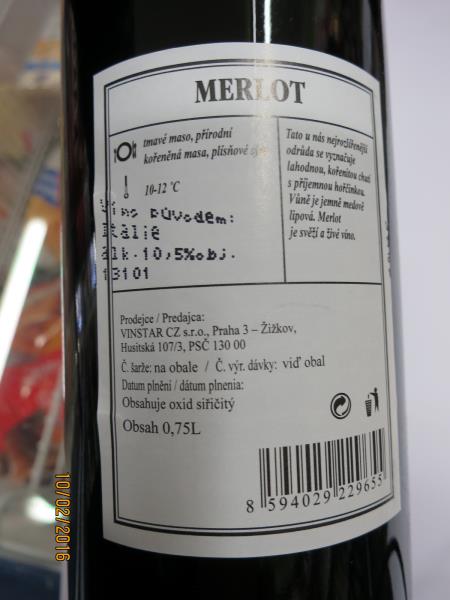 MERLOT
tmavé maso, přírodní
kořeněná masa, plísňové
10-12 °C
Víno původem:
Itálie
alk.10,5%obj.
13101
Tato u nás nejrozšířenější
odrůda se vyznačuje
lahodnou, kořenitou chutí
s příjemnou hořčinkou.
Vůně je jemně medově
lipová. Merlot
je svěží a živé víno.
Prodejce / Predajca:
VINSTAR CZ s.r.o., Praha 3 – Žižkov,
Husitská 107/3, PSČ 130 00
Č. šarže: na obale / Č. výr. dávky: viď obal
Datum plnění / dátum plnenia:
Obsahuje oxid siřičitý
Obsah 0,75L
8 594029 229655
10/02/2016